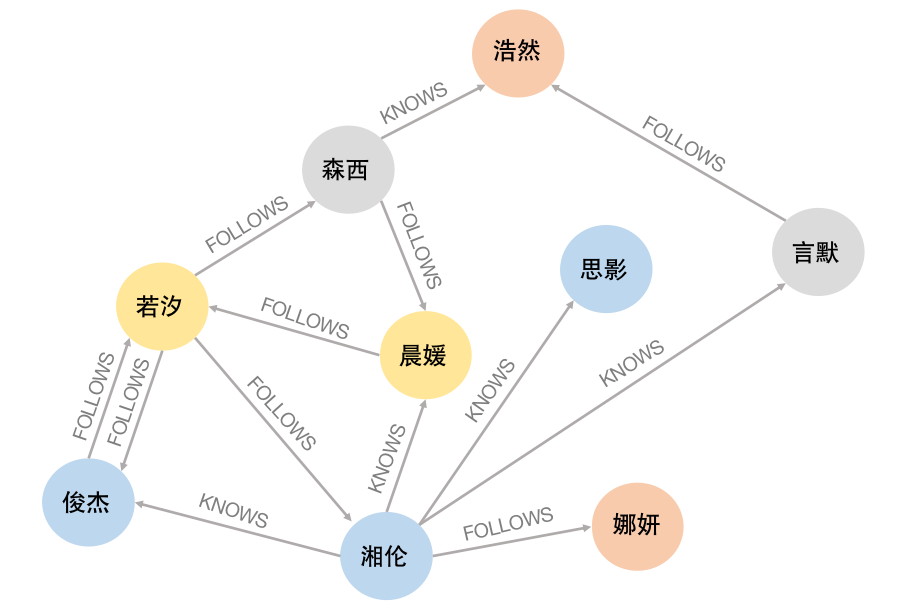 浩然
KNOWS
FOLLOWS
森西
FOLLOWS
FOLLOWS
思影
言默
若汐
FOLLOWS
晨媛
FOLLOWS
FOLLOWS
FOLLOWS
KNOWS
KNOWS
KNOWS
俊杰
KNOWS
FOLLOWS
娜妍
湘伦